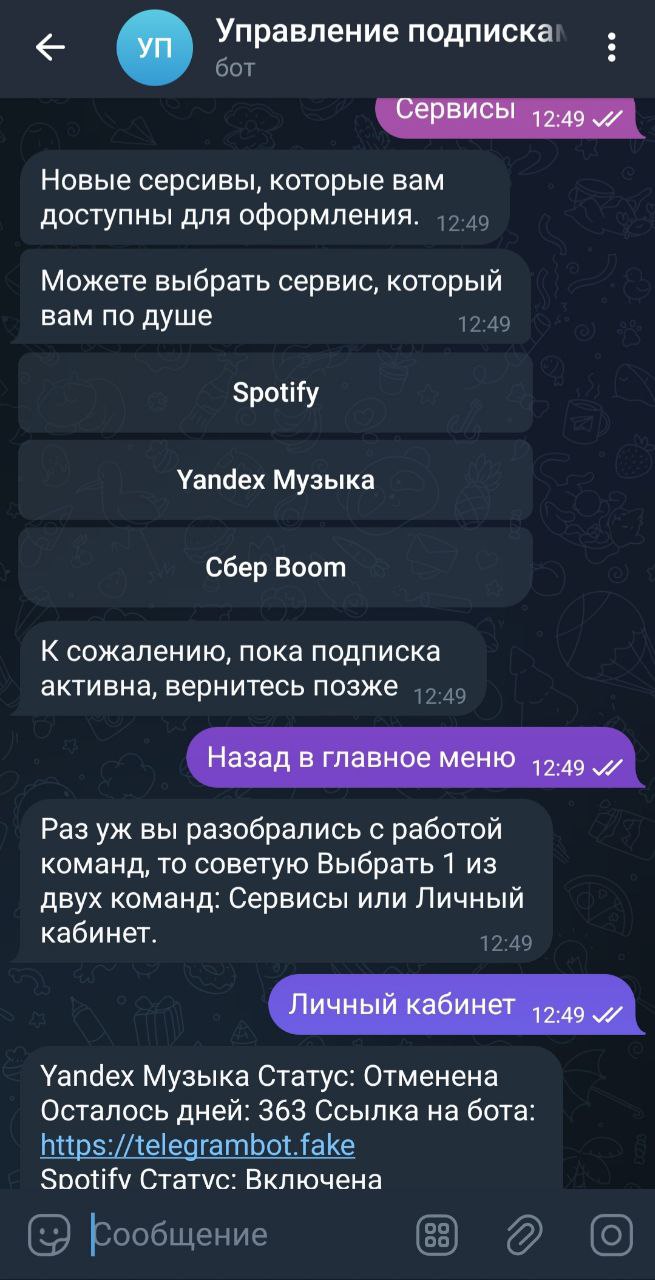 УП
Управление подпискам
бот
Сервисы 12:49
Новые серсивы, которые вам
доступны для оформления. 12:49
Можете выбрать сервис, который
вам по душе 12:49
Spotify
Yandex Музыка
Сбер Boom
К сожалению, пока подписка
активна, вернитесь позже 12:49
Назад в главное меню 12:49
Раз уж вы разобрались с работой
команд, то советую Выбрать 1 из
двух команд: Сервисы или Личный
кабинет. 12:49
Личный кабинет 12:49
Yandex Музыка Статус: Отменена
Осталось дней: 363 Ссылка на бота:
https://telegrambot.fake
Spotify Статус: Включена
Сообщение